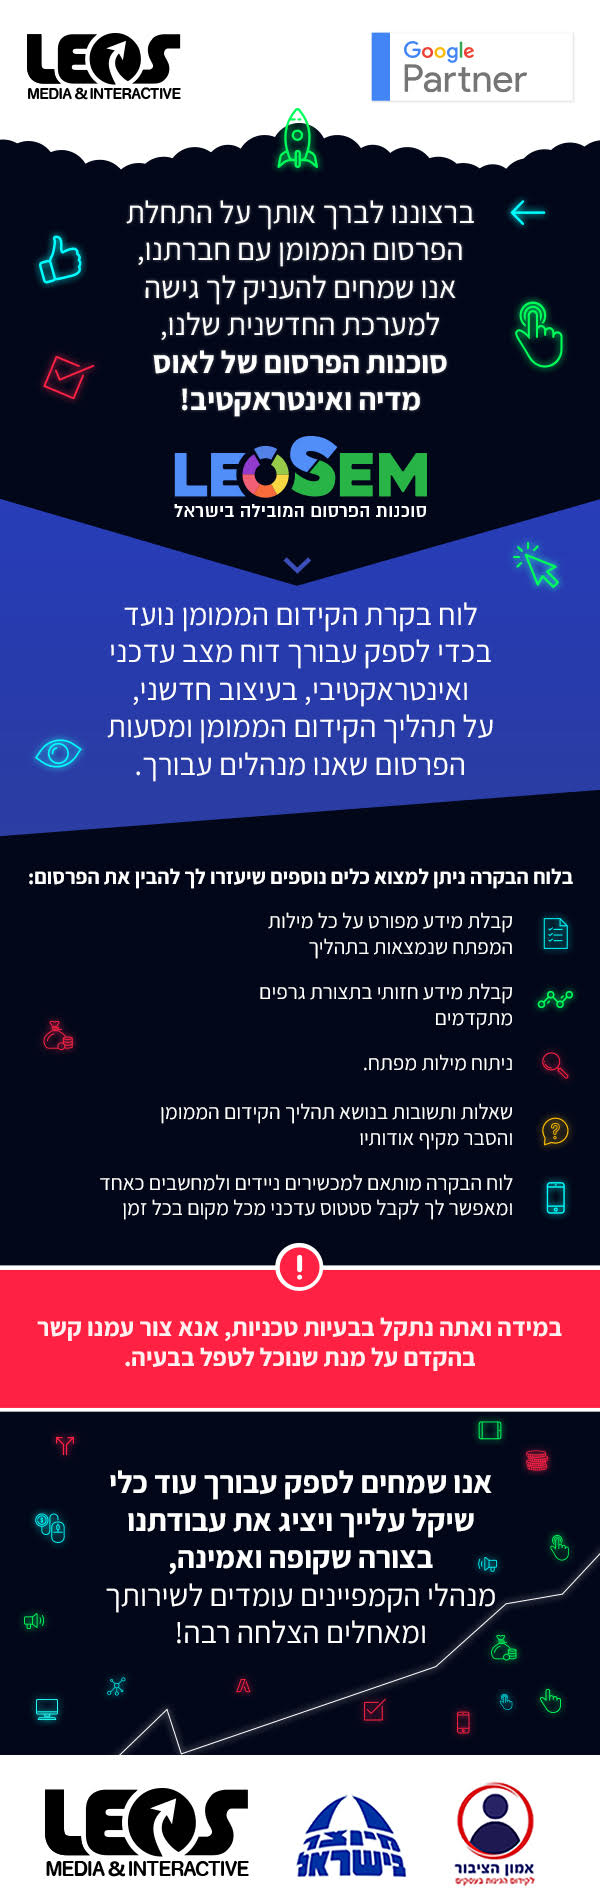 LEOS
MEDIA & INTERACTIVE
Google
Partner
ברצוננו לברך אותך על התחלת
הפרסום הממומן עם חברתנו,
אנו שמחים להעניק לך גישה
למערכת החדשנית שלנו,
סוכנות הפרסום של לאוס
מדיה ואינטראקטיב!
LEOSEM
סוכנות הפרסום המובילה בישראל
לוח בקרת הקידום הממומן נועד
בכדי לספק עבורך דוח מצב עדכני
ואינטראקטיבי, בעיצוב חדשני,
על תהליך הקידום הממומן ומסעות
הפרסום שאנו מנהלים עבורך.
בלוח הבקרה ניתן למצוא כלים נוספים שיעזרו לך להבין את הפרסום:
קבלת מידע מפורט על כל מילות
המפתח שנמצאות בתהליך
קבלת מידע חזותי בתצורת גרפים
מתקדמים
ניתוח מילות מפתח.
שאלות ותשובות בנושא תהליך הקידום הממומן
והסבר מקיף אודותיו
לוח הבקרה מותאם למכשירים ניידים ולמחשבים כאחד
ומאפשר לך לקבל סטטוס עדכני מכל מקום בכל זמן
במידה ואתה נתקל בבעיות טכניות, אנא צור עמנו קשר
בהקדם על מנת שנוכל לטפל בבעיה.
אנו שמחים לספק עבורך עוד כלי
שיקל עלייך ויציג את עבודתנו
בצורה שקופה ואמינה,
מנהלי הקמפיינים עומדים לשירותך
ומאחלים הצלחה רבה!
LEOS
MEDIA & INTERACTIVE
תוצר
בישראל
אמון הציבור
לקידום הגינות בעסקים